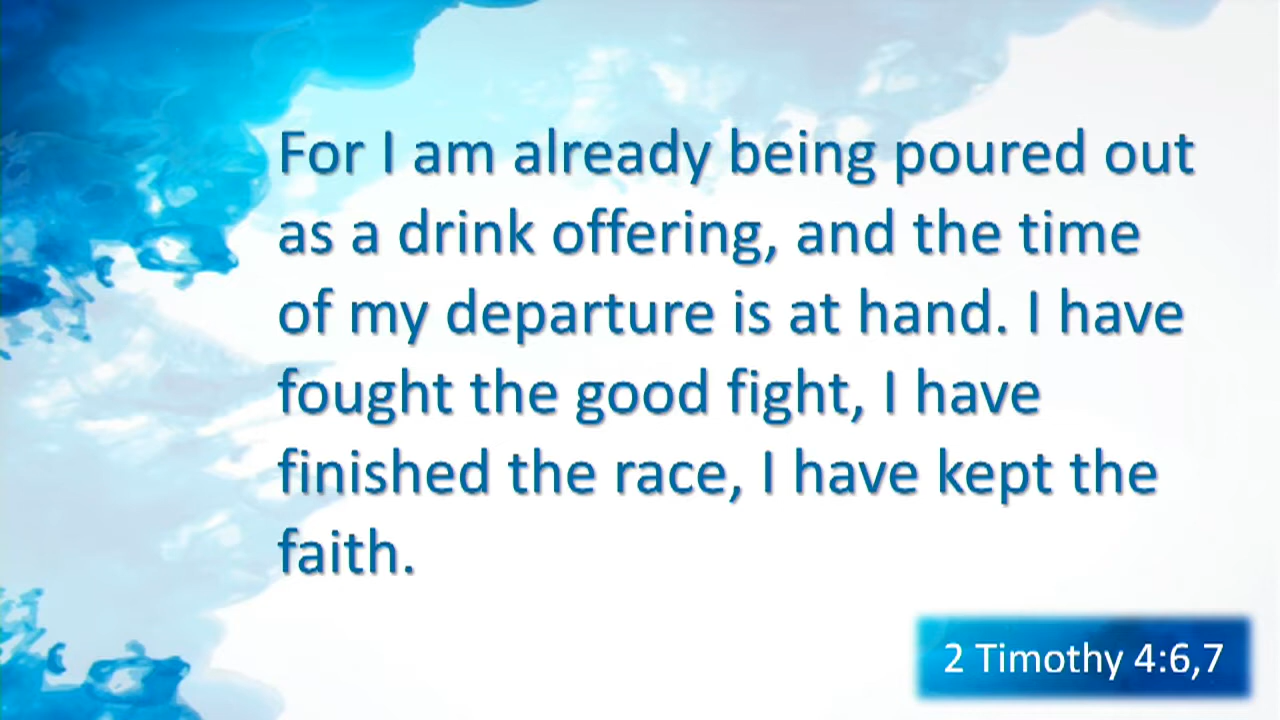 For I am already being poured out
as a drink offering, and the time
of my departure is at hand. I have
fought the good fight, I have
finished the race, I have kept the
faith.
2 Timothy 4:6,7